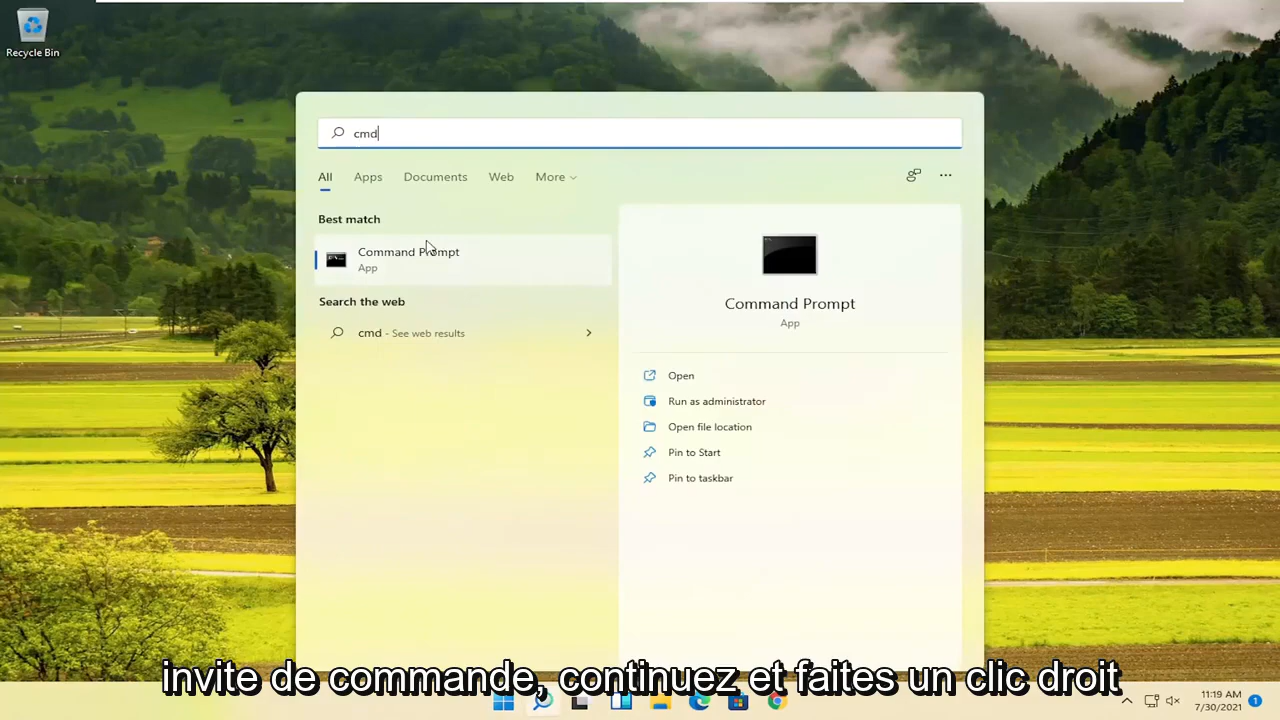 Recycle Bin
cmd
All Apps Documents Web More
Best match
Command Prompt
App
Search the web
cmd - See web results
Command Prompt
App
Open
Run as administrator
Open file location
Pin to Start
Pin to taskbar
invite de commande, continuez et faites un clic droit
11:19 AM
7/30/2021
1